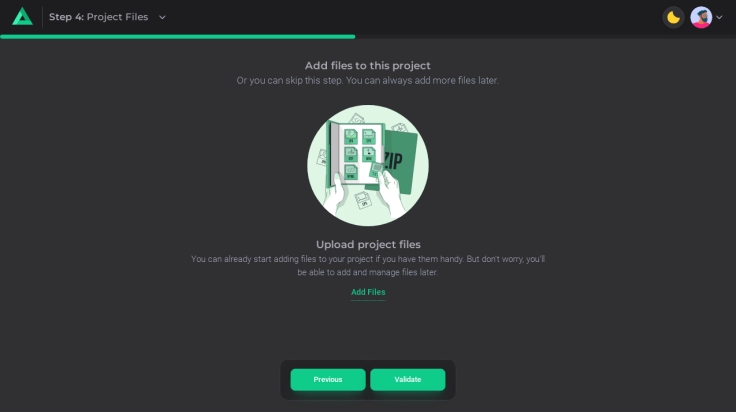 Step 4: Project Files
Add files to this project
Or you can skip this step. You can always add more files later.
ZIP
Upload project files
You can already start adding files to your project if you have them handy. But don't worry, you'll
be able to add and manage files later.
Add Files
Previous
Validate